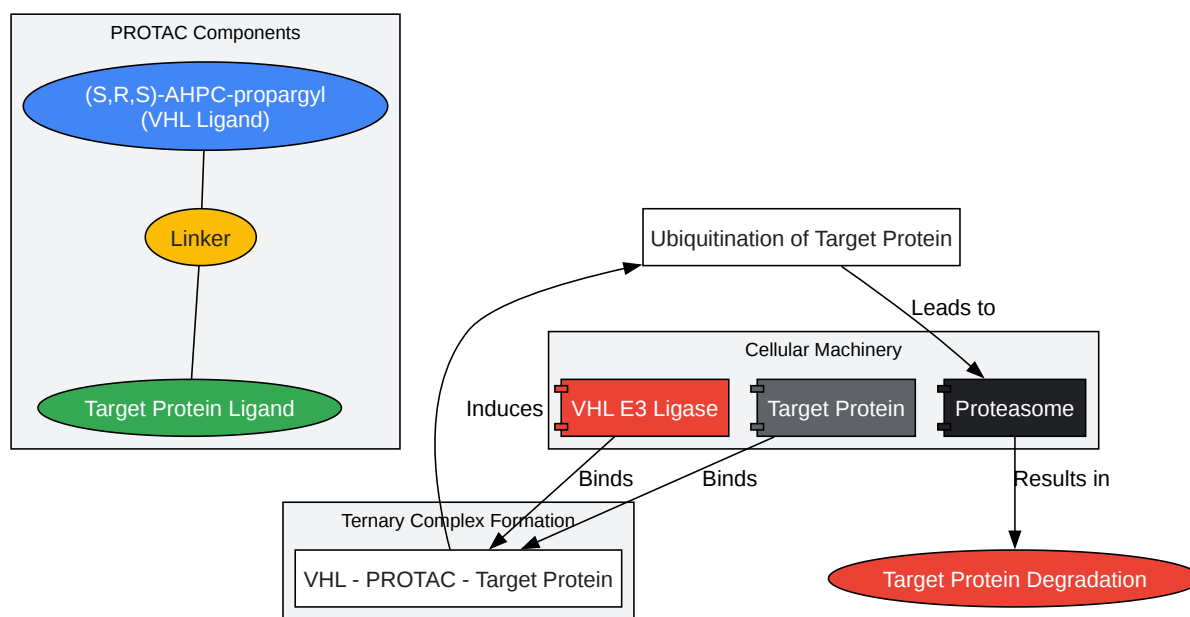 PROTAC Components
(S,R,S)-AHPC-propargyl
(VHL Ligand)
Linker
Target Protein Ligand
Ubiquitination of Target Protein
Leads to
Cellular Machinery
Induces
VHL E3 Ligase
Target Protein
Proteasome
Binds
Binds
Results in
Ternary Complex Formation
VHL - PROTAC - Target Protein
Target Protein Degradation